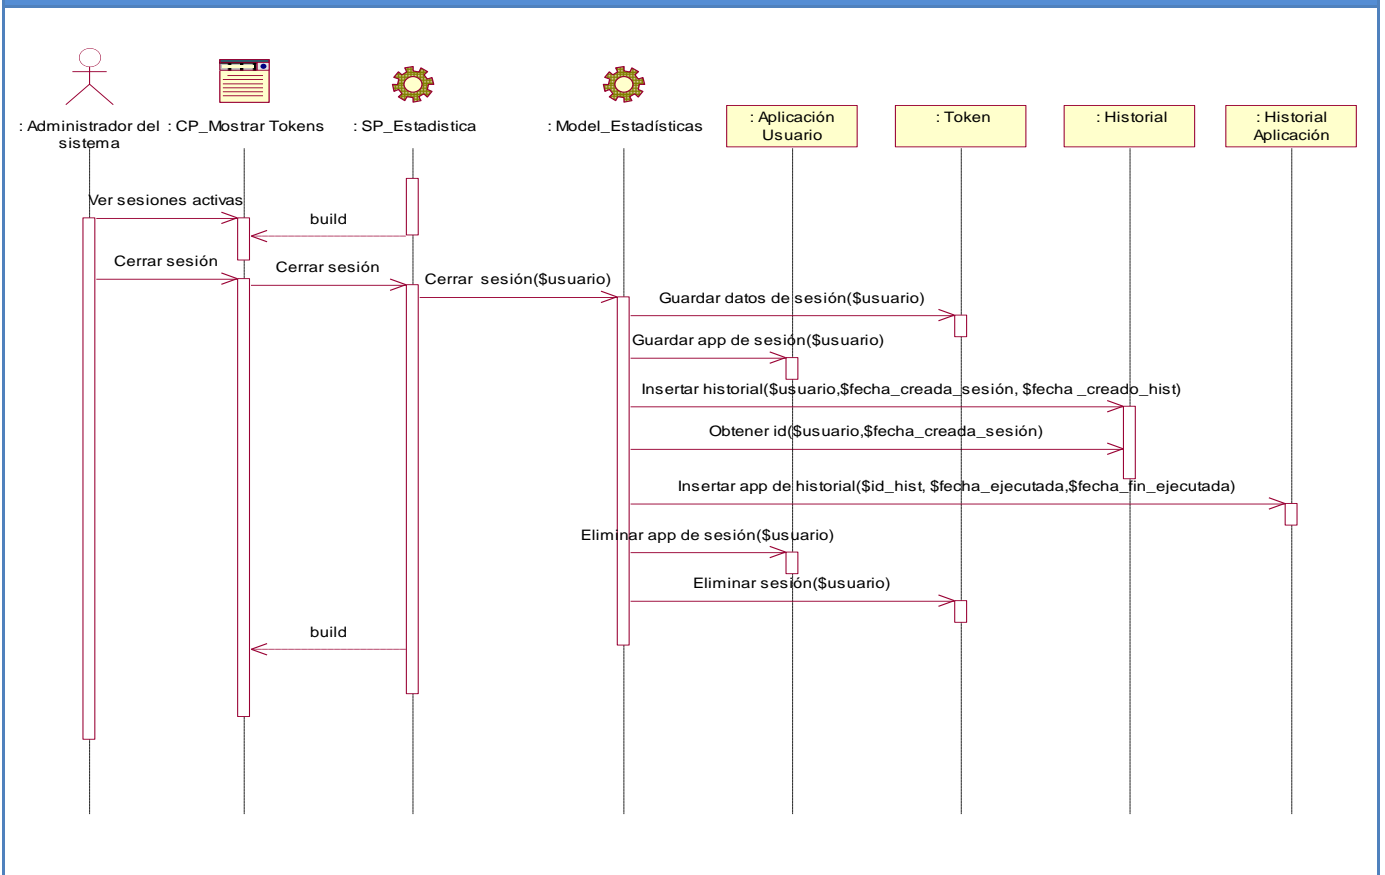 : Administrador del
sistema
: CP_Mostrar Tokens
: SP_Estadistica
: Model_Estadísticas
: Aplicación
Usuario
: Token
: Historial
: Historial
Aplicación
Ver sesiones activas
build
Cerrar sesión
Cerrar sesión
Cerrar sesión($usuario)
Guardar datos de sesión($usuario)
Guardar app de sesión($usuario)
Insertar historial($usuario,$fecha_creada_sesión, $fecha _creado_hist)
Obtener id($usuario,$fecha_creada_sesión)
Insertar app de historial($id_hist, $fecha_ejecutada,$fecha_fin_ejecutada)
Eliminar app de sesión($usuario)
Eliminar sesión($usuario)
build